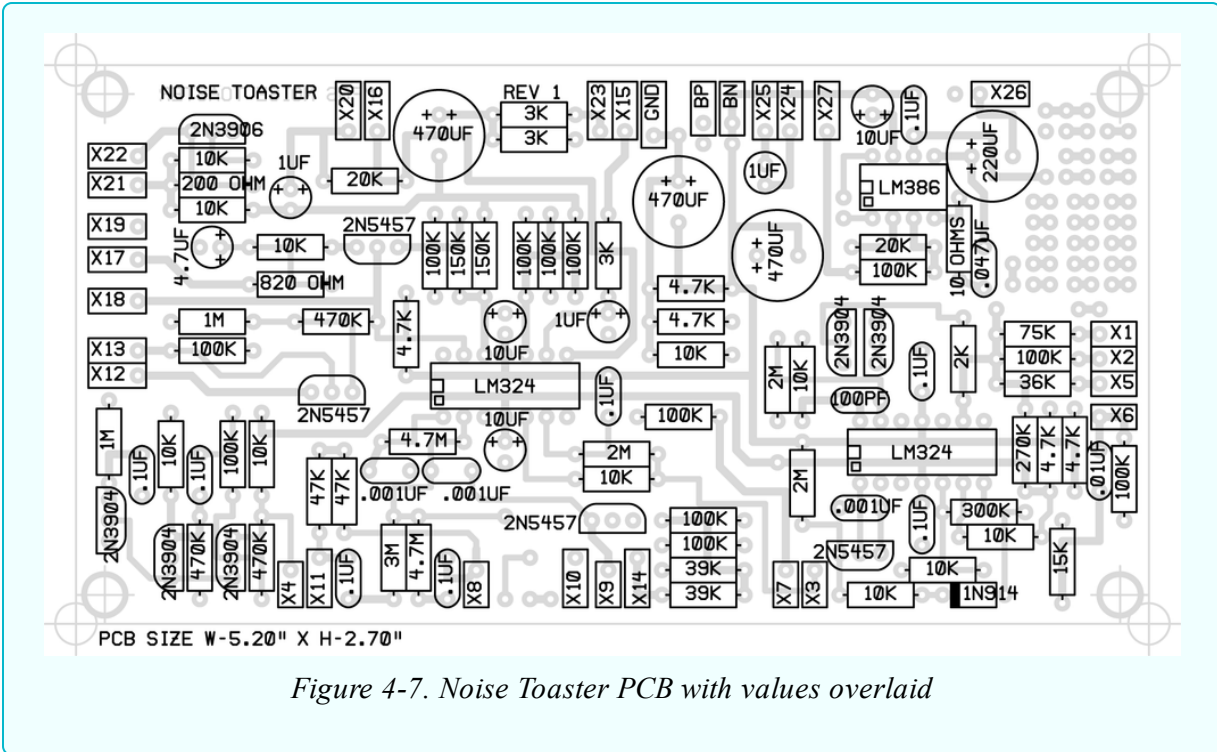 NOISE TOASTER
X20
X16
REV 1
X23
X15
GND
BP
BN
X25
X24
X27
X26
2N3906
470UF
3K
3K
10UF
.1UF
X22
10K
1UF
1UF
220UF
X21
200 OHM
20K
470UF
LM386
10K
X19
2N5457
4.7UF
10K
100K
150K
150K
100K
100K
100K
3K
470UF
20K
10 OHMS
.047UF
X17
820 OHM
100K
X18
4.7K
4.7K
1M
470K
4.7K
10UF
1UF
4.7K
2N3904
2N3904
75K
X1
X13
100K
10K
2M
10K
.1UF
2K
100K
X2
X12
2N5457
LM324
.1UF
100PF
36K
X5
1M
.1UF
10K
.1UF
100K
10K
4.7M
10UF
100K
X6
47K
47K
.001UF
.001UF
2M
10K
2M
LM324
270K
4.7K
4.7K
.01UF
100K
2N3904
2N5457
100K
.001UF
.1UF
300K
2N3904
470K
2N3904
470K
3M
4.7M
100K
2N5457
10K
15K
X4
X11
.1UF
.1UF
X8
X10
X9
X14
39K
39K
X7
X3
10K
10K
1N914
PCB SIZE W-5.20" X H-2.70"
Figure 4-7. Noise Toaster PCB with values overlaid